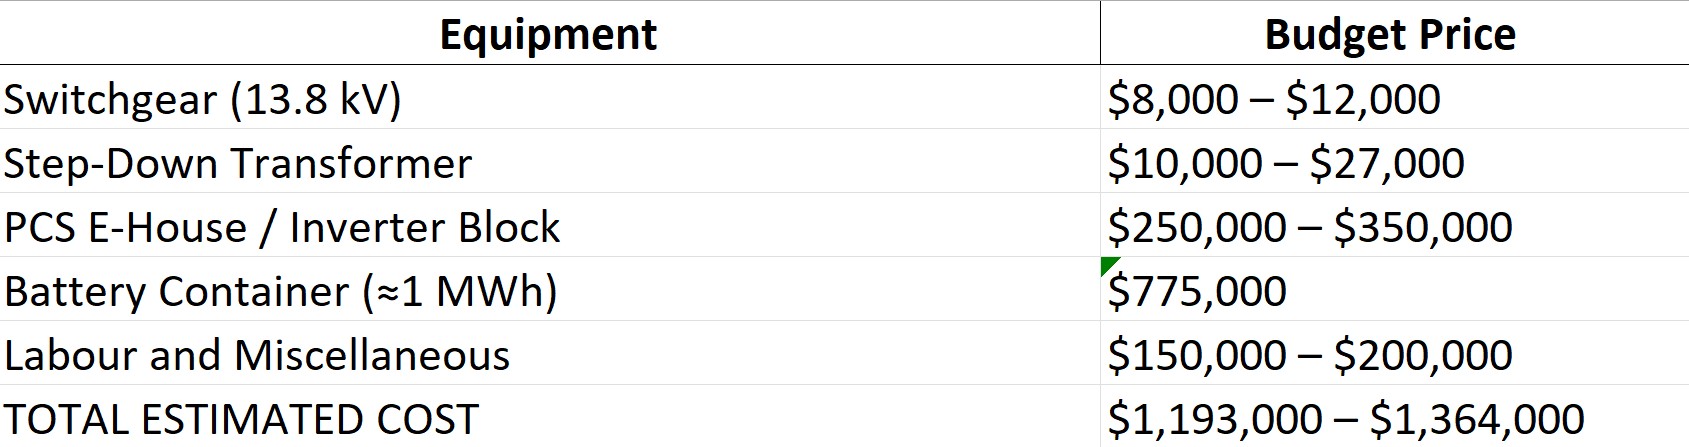 Equipment Budget Price
Switchgear (13.8 kV) $8,000 – $12,000
Step-Down Transformer $10,000 – $27,000
PCS E-House / Inverter Block $250,000 – $350,000
Battery Container (≈1 MWh) $775,000
Labour and Miscellaneous $150,000 – $200,000
TOTAL ESTIMATED COST $1,193,000 – $1,364,000